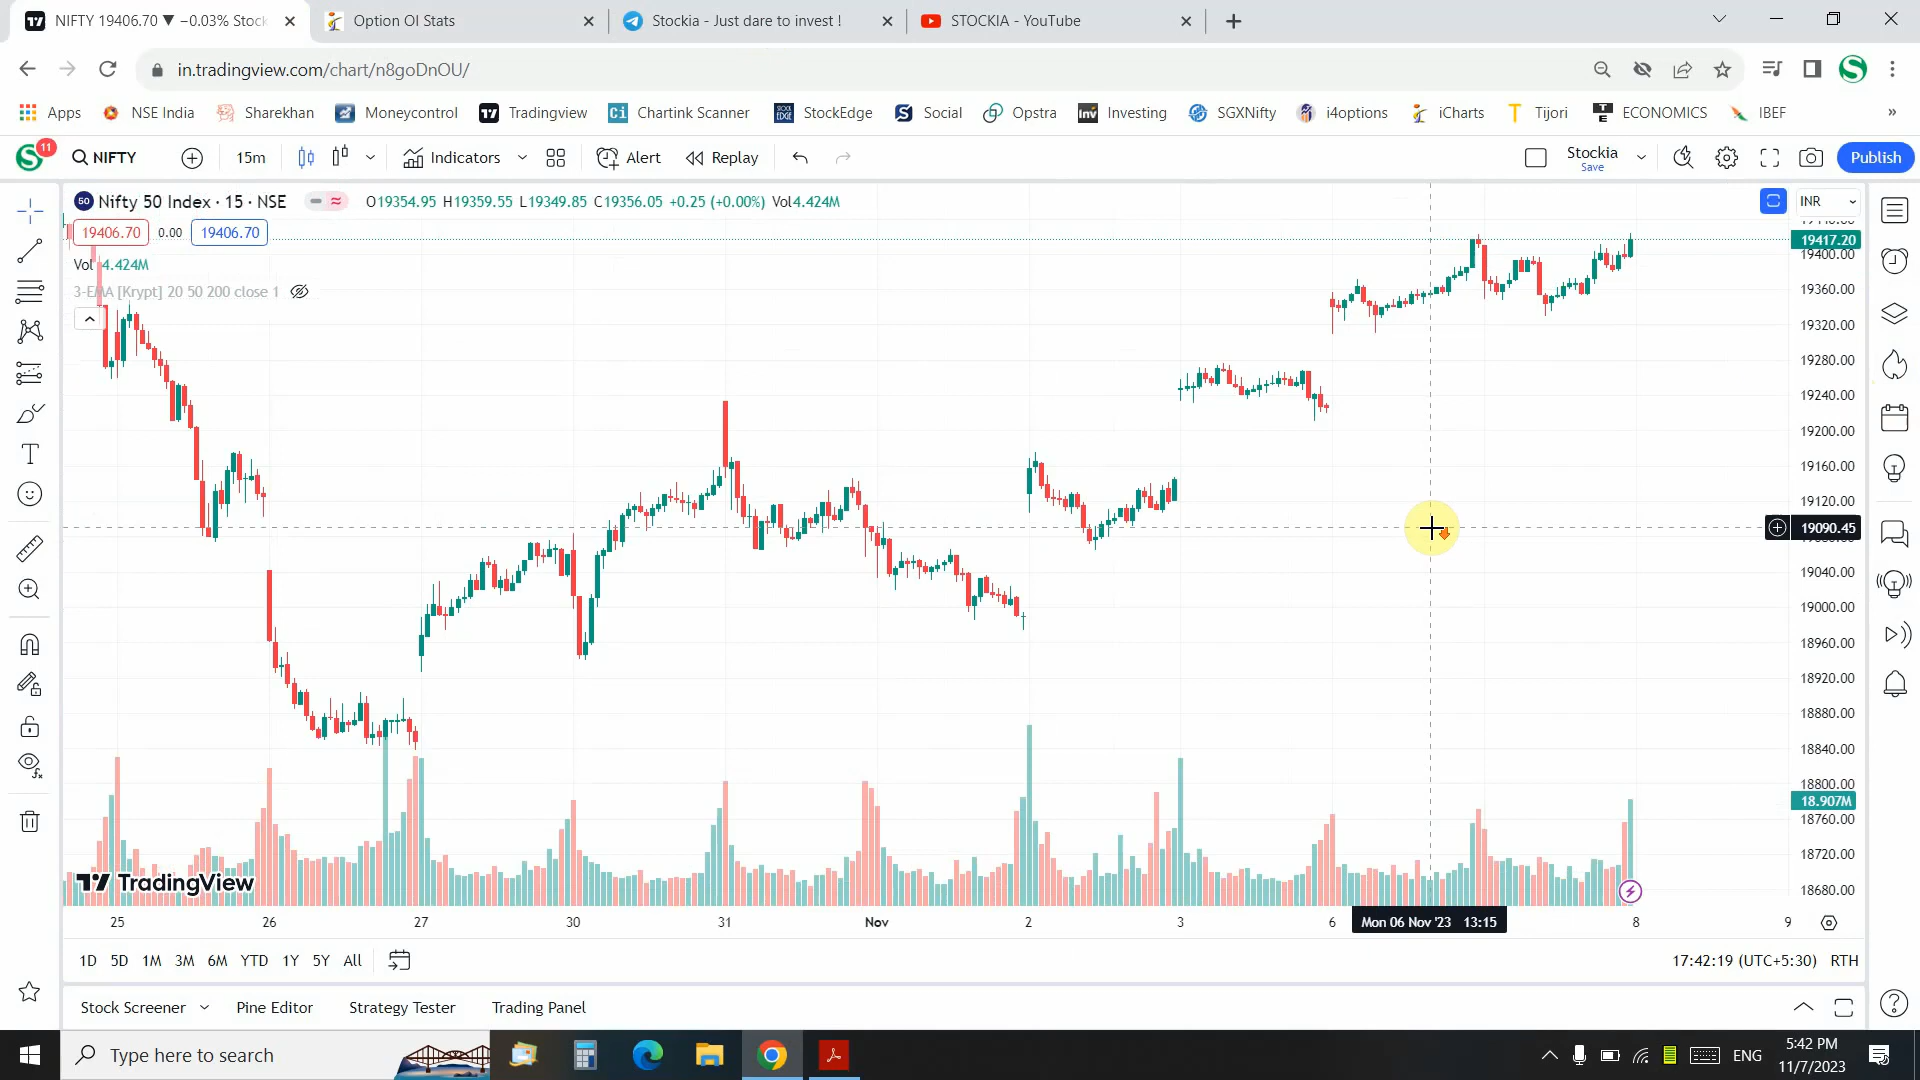 NIFTY 19406.70 ▼ −0.03% Stock
Option OI Stats
Stockia - Just dare to invest !
STOCKIA - YouTube
in.tradingview.com/chart/n8goDnOU/
Apps NSE India Sharekhan Moneycontrol Tradingview Chartink Scanner StockEdge Social Opstra Investing SGXNifty i4options iCharts Tijori ECONOMICS IBEF »
11
NIFTY 15m Indicators Alert Replay Stockia Publish
Save
50 Nifty 50 Index · 15 · NSE O19354.95 H19359.55 L19349.85 C19356.05 +0.25 (+0.00%) Vol4.424M INR
19406.70 0.00 19406.70
Vol 4.424M
3-EMA [Krypt] 20 50 200 close 1
19417.20
19400.00
19360.00
19320.00
19280.00
19240.00
19200.00
19160.00
19120.00
19090.45
19040.00
19000.00
18960.00
18920.00
18880.00
18840.00
18800.00
18.907M
18760.00
18720.00
18680.00
TradingView
25 26 27 30 31 Nov 2 3 6 Mon 06 Nov '23 13:15 8 9
1D 5D 1M 3M 6M YTD 1Y 5Y All 17:42:19 (UTC+5:30) RTH
Stock Screener Pine Editor Strategy Tester Trading Panel
Type here to search
ENG
5:42 PM
11/7/2023